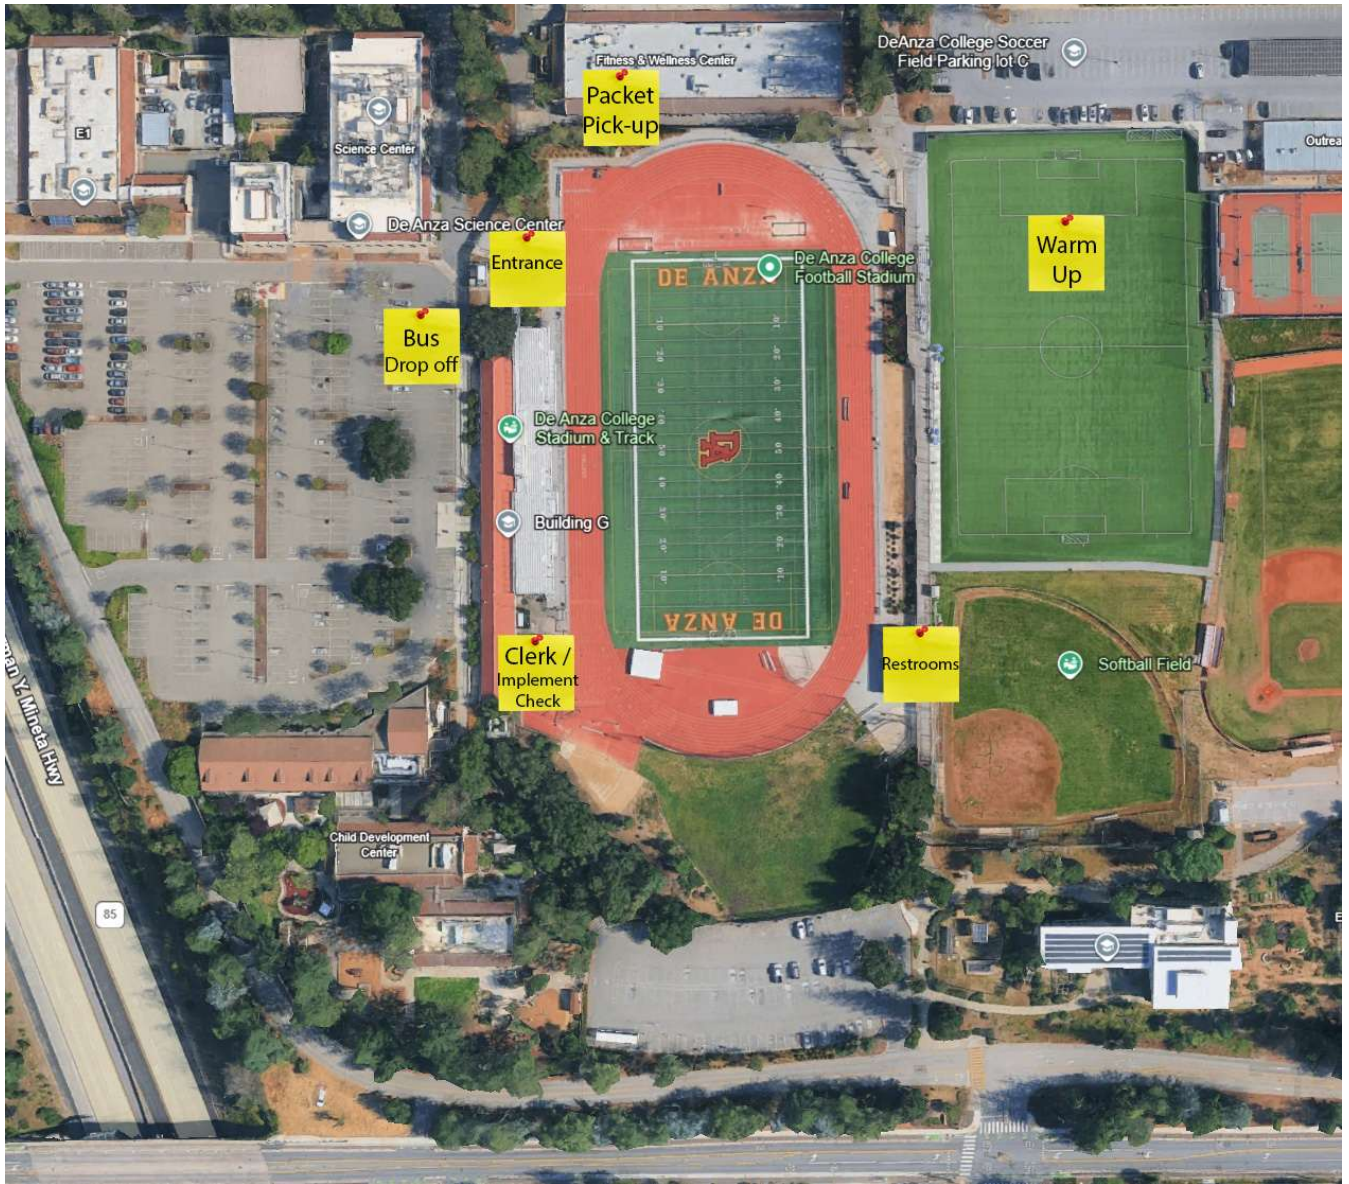 Fitness & Wellness Center
DeAnza College Soccer
Field Parking lot C
Packet
Pick-up
E1
Science Center
Outrea
De Anza Science Center
Entrance
Warm
Up
De Anza College
Football Stadium
DE ANZA
Bus
Drop off
De Anza College
Stadium & Track
Building G
DE ANZA
Clerk /
Implement
Check
Restrooms
Softball Field
man Y. Mineta Hwy
Child Development
Center
85
E